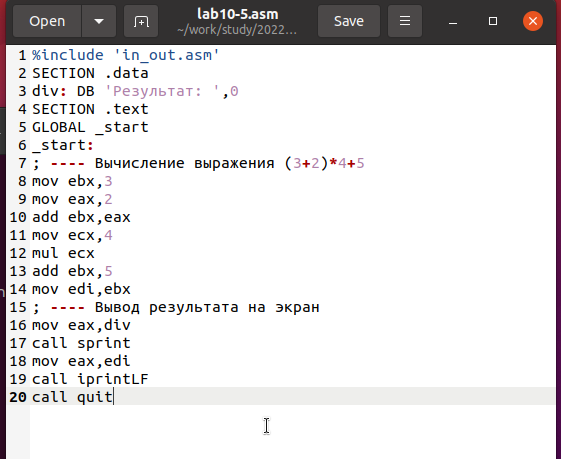 Open
lab10-5.asm
~/work/study/2022...
Save
1 %include 'in_out.asm'
2 SECTION .data
3 div: DB 'Результат: ',0
4 SECTION .text
5 GLOBAL _start
6 _start:
7 ; ---- Вычисление выражения (3+2)*4+5
8 mov ebx,3
9 mov eax,2
10 add ebx,eax
11 mov ecx,4
12 mul ecx
13 add ebx,5
14 mov edi,ebx
15 ; ---- Вывод результата на экран
16 mov eax,div
17 call sprint
18 mov eax,edi
19 call iprintLF
20 call quit